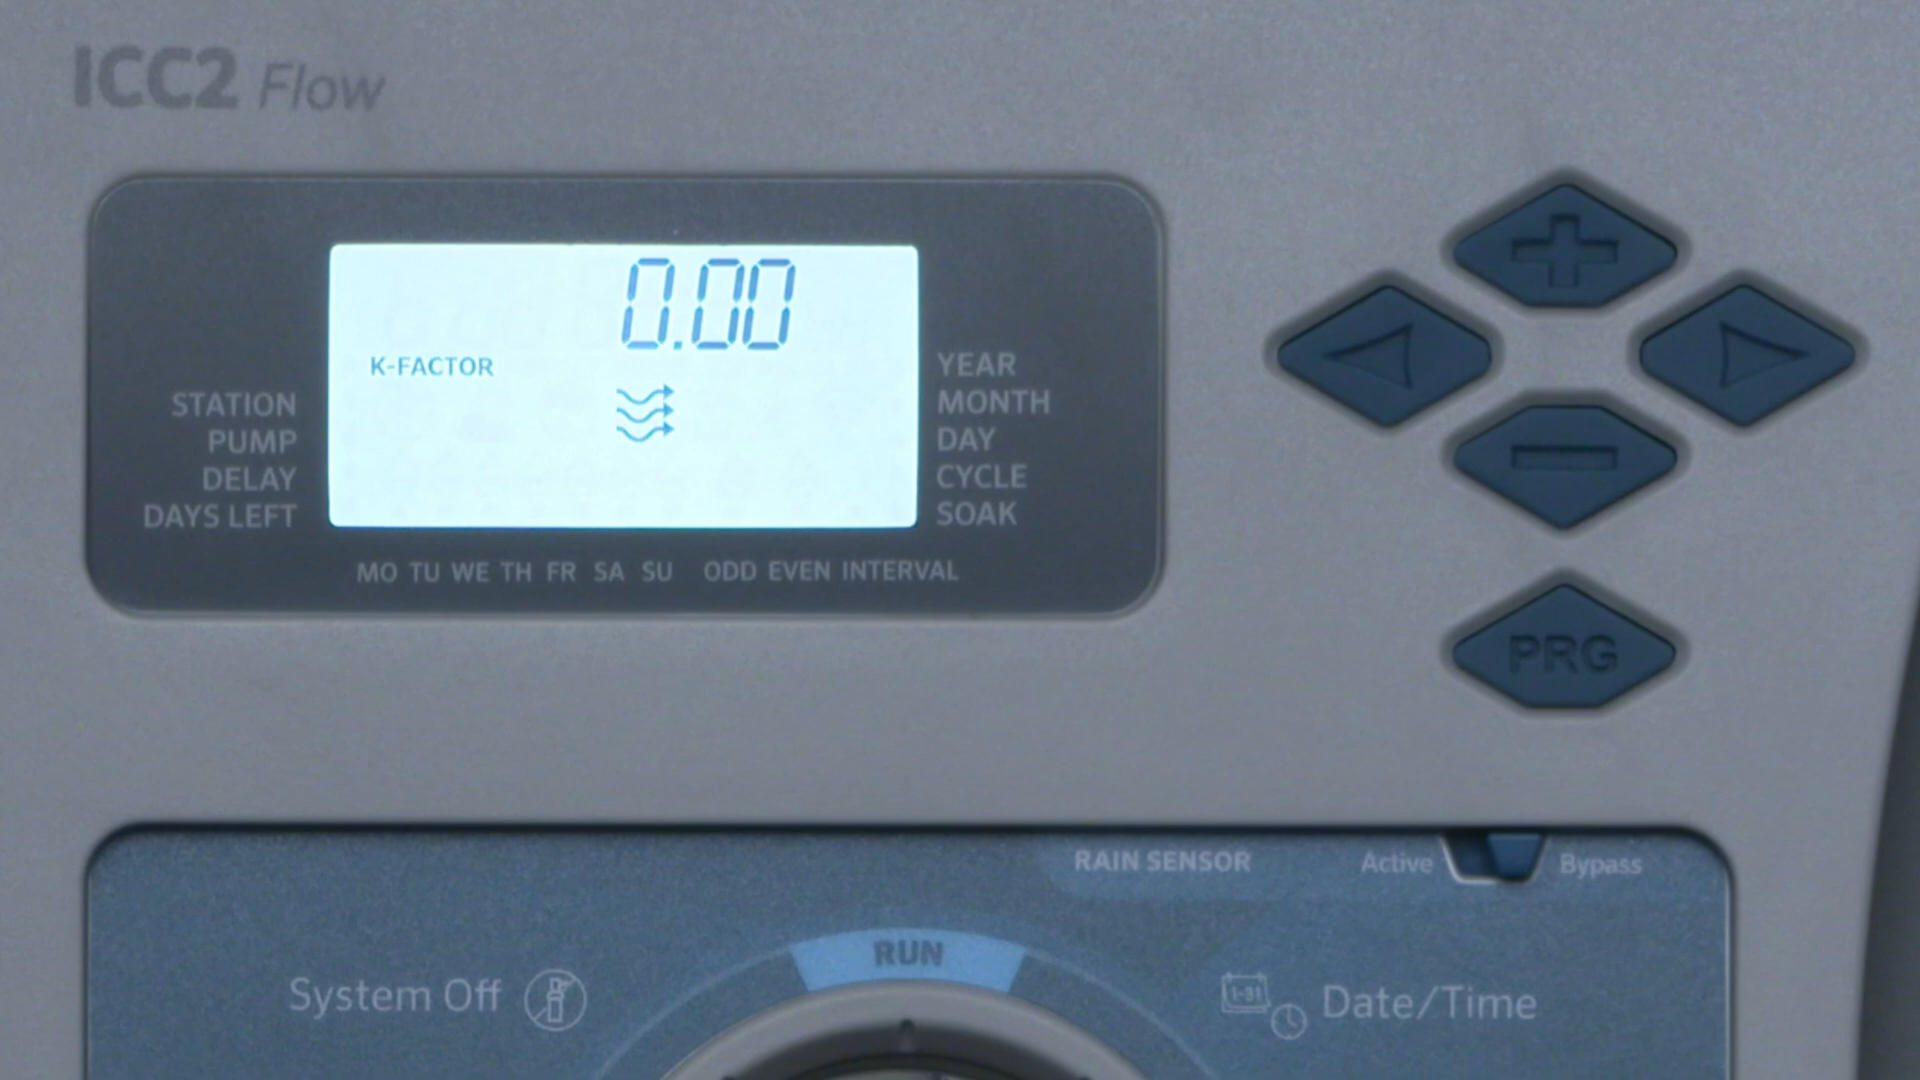 ICC2 Flow
0.00
K-FACTOR
STATION
PUMP
DELAY
DAYS LEFT
YEAR
MONTH
DAY
CYCLE
SOAK
MO TU WE TH FR SA SU ODD EVEN INTERVAL
PRG
RAIN SENSOR Active Bypass
RUN
System Off
1-31
Date/Time